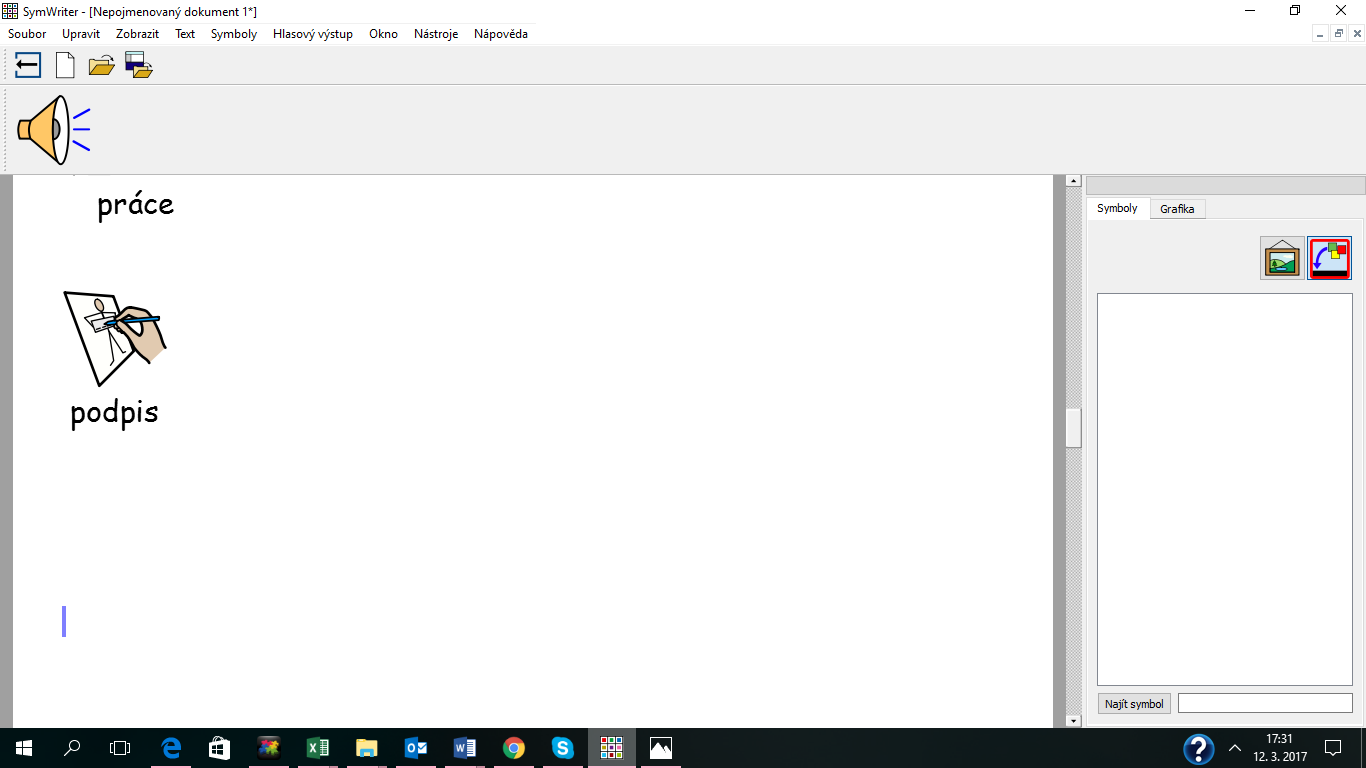 SymWriter - [Nepojmenovaný dokument 1*]
Soubor Upravit Zobrazit Text Symboly Hlasový výstup Okno Nástroje Nápověda
práce
podpis
Symboly Grafika
Najít symbol
17:31
12. 3. 2017